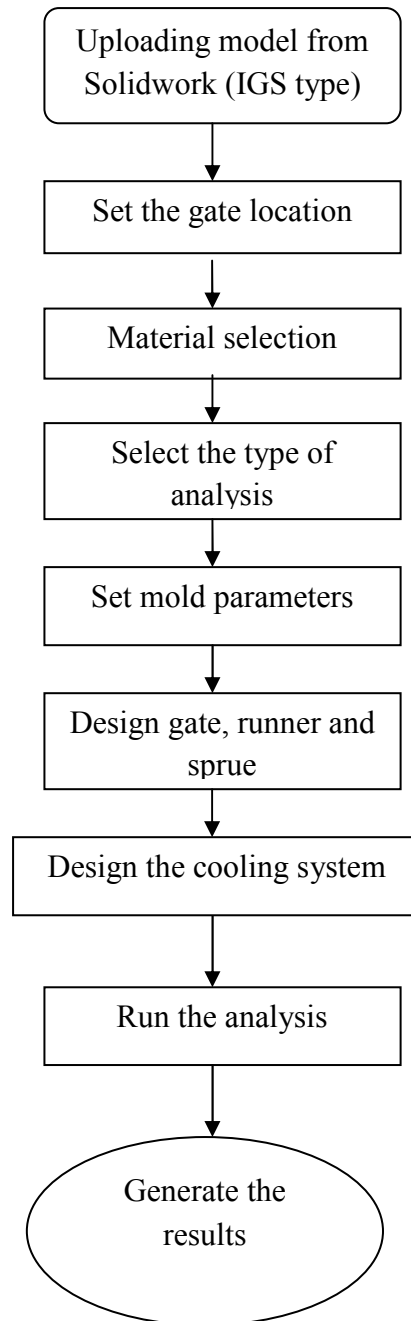 Uploading model from
Solidwork (IGS type)
Set the gate location
Material selection
Select the type of
analysis
Set mold parameters
Design gate, runner and
sprue
Design the cooling system
Run the analysis
Generate the
results